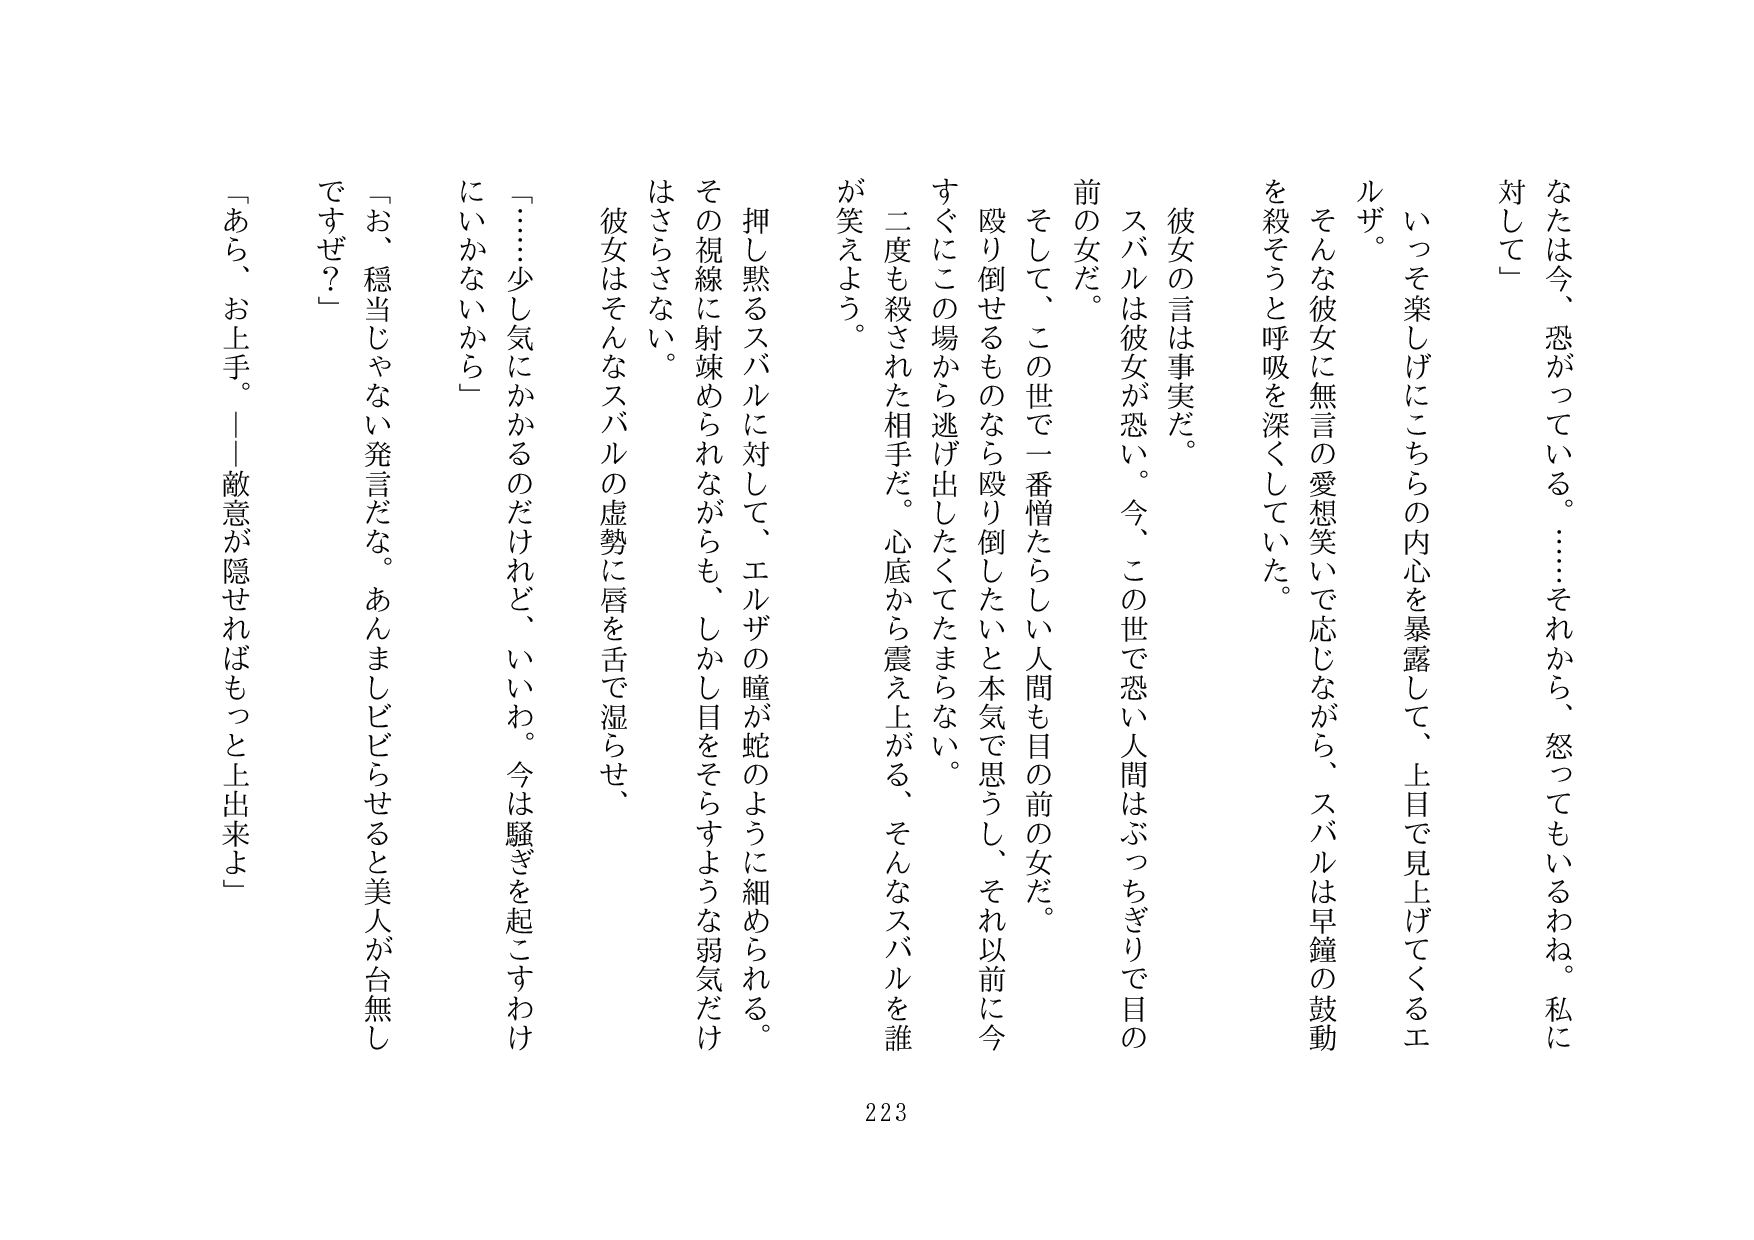 なたは今、恐がっている。……それから、怒ってもいるわね。私に
対して」
　いっそ楽しげにこちらの内心を暴露して、上目で見上げてくるエ
ルザ。
　そんな彼女に無言の愛想笑いで応じながら、スバルは早鐘の鼓動
を殺そうと呼吸を深くしていた。
　彼女の言は事実だ。
　スバルは彼女が恐い。今、この世で恐い人間はぶっちぎりで目の
前の女だ。
　そして、この世で一番憎たらしい人間も目の前の女だ。
　殴り倒せるものなら殴り倒したいと本気で思うし、それ以前に今
すぐにこの場から逃げ出したくてたまらない。
　二度も殺された相手だ。心底から震え上がる、そんなスバルを誰
が笑えよう。
　押し黙るスバルに対して、エルザの瞳が蛇のように細められる。
その視線に射竦められながらも、しかし目をそらすような弱気だけ
はさらさない。
　彼女はそんなスバルの虚勢に唇を舌で湿らせ、
「……少し気にかかるのだけれど、いいわ。今は騒ぎを起こすわけ
にいかないから」
「お、穏当じゃない発言だな。あんましビビらせると美人が台無し
ですぜ？」
「あら、お上手。――敵意が隠せればもっと上出来よ」
223